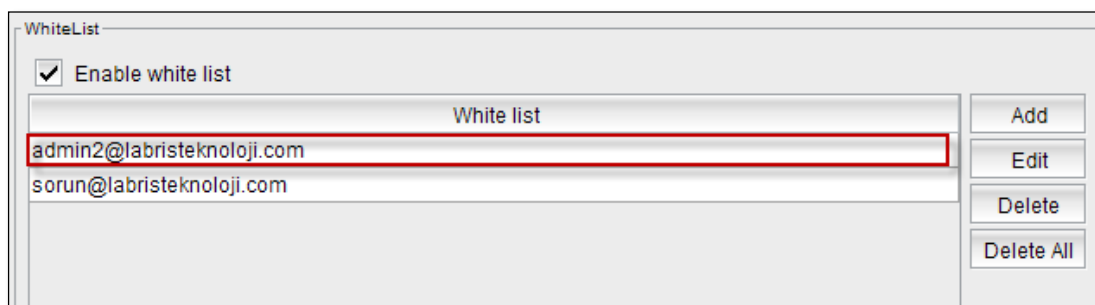 WhiteList
Enable white list
White list
Add
admin2@labristeknoloji.com
Edit
sorun@labristeknoloji.com
Delete
Delete All